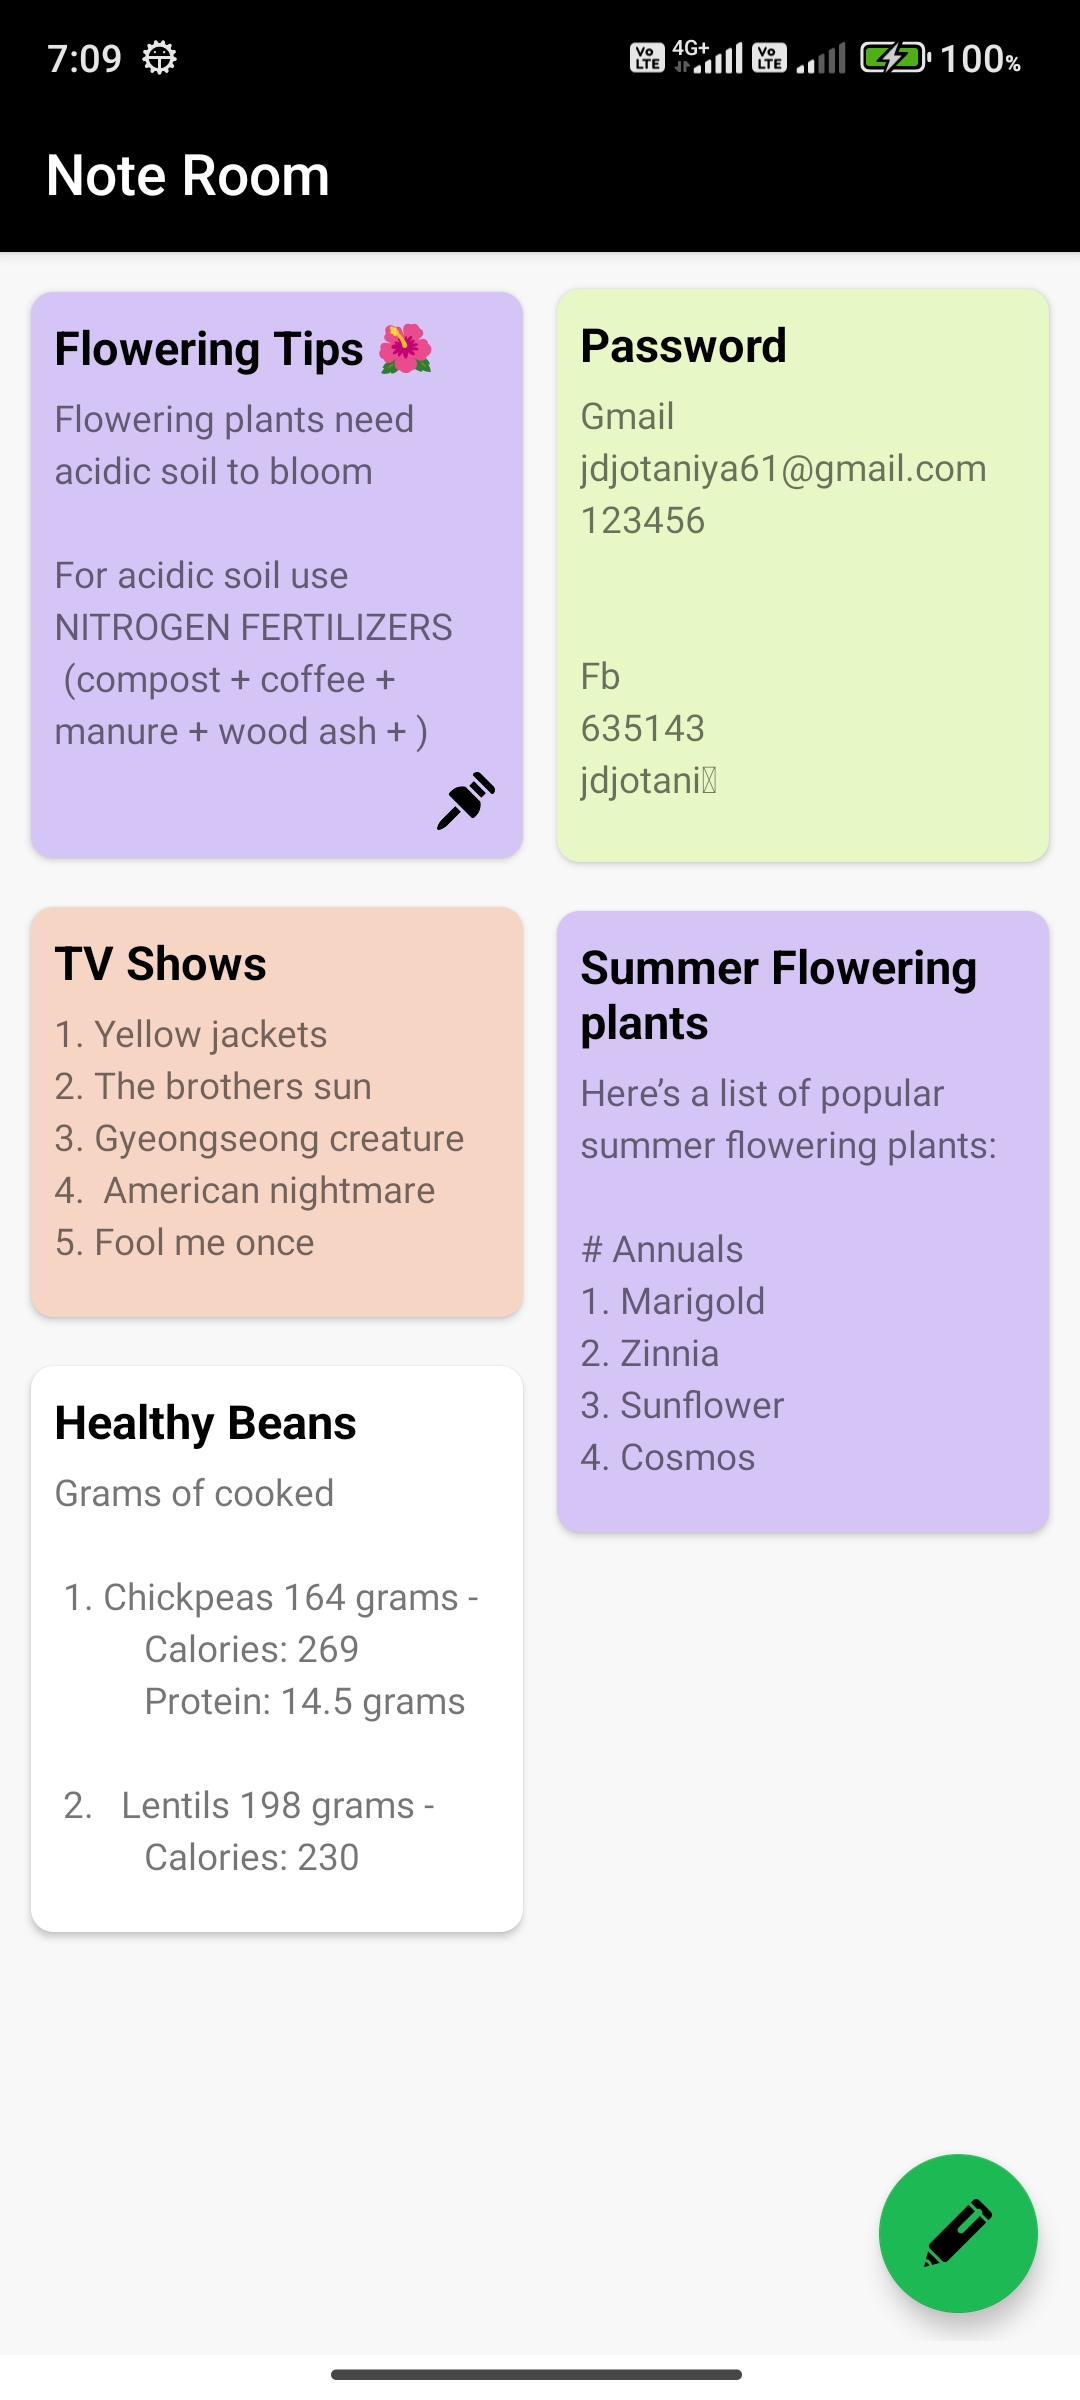 7:09
Vo LTE 4G+ Vo LTE 100%
Note Room
Flowering Tips 🌺
Flowering plants need
acidic soil to bloom
For acidic soil use
NITROGEN FERTILIZERS
(compost + coffee +
manure + wood ash + )
Password
Gmail
jdjotaniya61@gmail.com
123456
Fb
635143
jdjotani
TV Shows
1. Yellow jackets
2. The brothers sun
3. Gyeongseong creature
4.  American nightmare
5. Fool me once
Summer Flowering
plants
Here’s a list of popular
summer flowering plants:
# Annuals
1. Marigold
2. Zinnia
3. Sunflower
4. Cosmos
Healthy Beans
Grams of cooked
1. Chickpeas 164 grams -
Calories: 269
Protein: 14.5 grams
2.   Lentils 198 grams -
Calories: 230